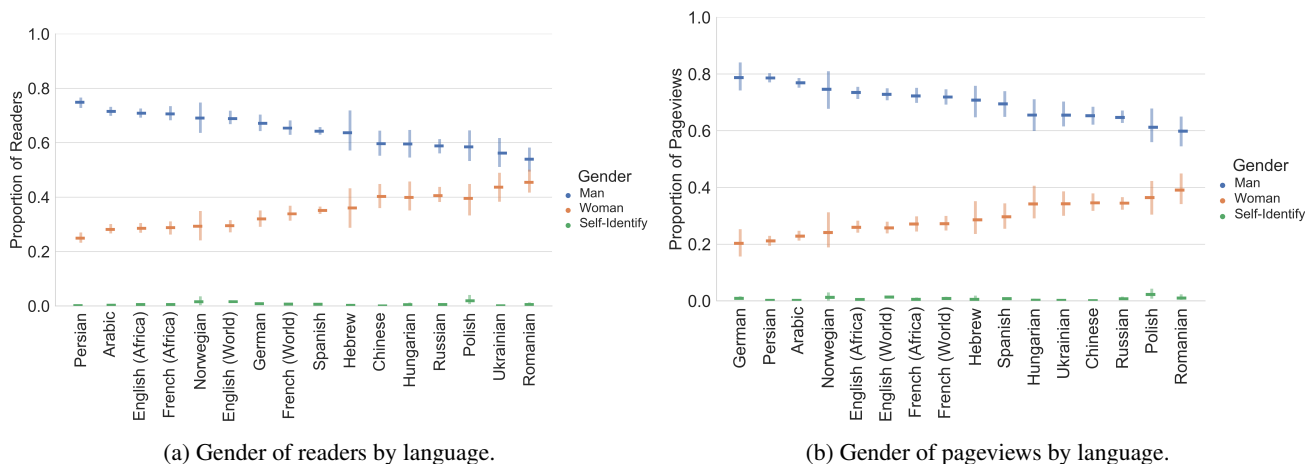 1.0
0.8
0.6
0.4
0.2
0.0
Proportion of Readers
Persian
Arabic
English (Africa)
French (Africa)
Norwegian
English (World)
German
French (World)
Spanish
Hebrew
Chinese
Hungarian
Russian
Polish
Ukrainian
Romanian
Gender
Man
Woman
Self-Identify
(a) Gender of readers by language.
1.0
0.8
0.6
0.4
0.2
0.0
Proportion of Pageviews
German
Persian
Arabic
Norwegian
English (Africa)
English (World)
French (Africa)
French (World)
Hebrew
Spanish
Hungarian
Ukrainian
Chinese
Russian
Polish
Romanian
Gender
Man
Woman
Self-Identify
(b) Gender of pageviews by language.